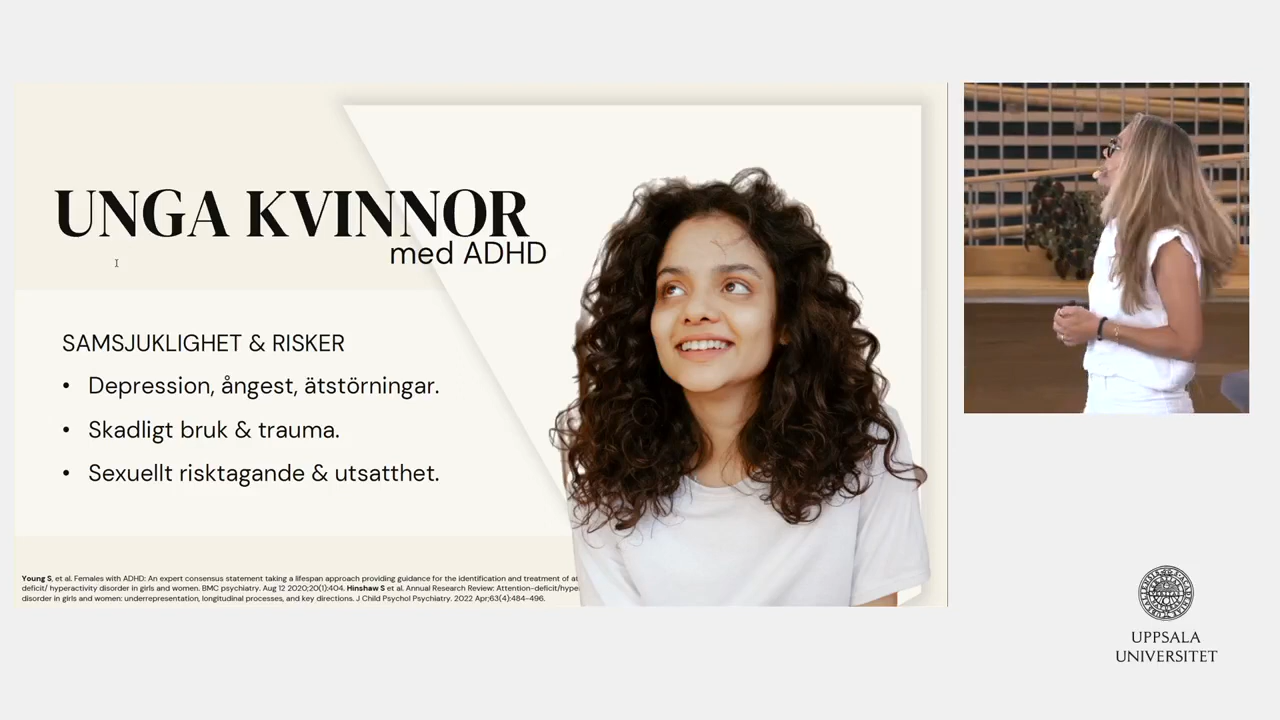 UNGA KVINNOR
med ADHD
SAMSJUKLIGHET & RISKER
• Depression, ångest, ätstörningar.
• Skadligt bruk & trauma.
• Sexuellt risktagande & utsatthet.
Young S, et al. Females with ADHD: An expert consensus statement taking a lifespan approach providing guidance for the identification and treatment of at
deficit/ hyperactivity disorder in girls and women. BMC psychiatry. Aug 12 2020;20(1):404. Hinshaw S et al. Annual Research Review: Attention-deficit/hype
disorder in girls and women: underrepresentation, longitudinal processes, and key directions. J Child Psychol Psychiatry. 2022 Apr;63(4):484-496.
UPPSALA
UNIVERSITET